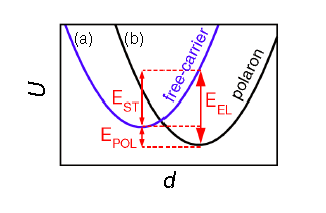 (a)
(b)
free-carrier
polaron
E_ST
E_EL
E_POL
U
d